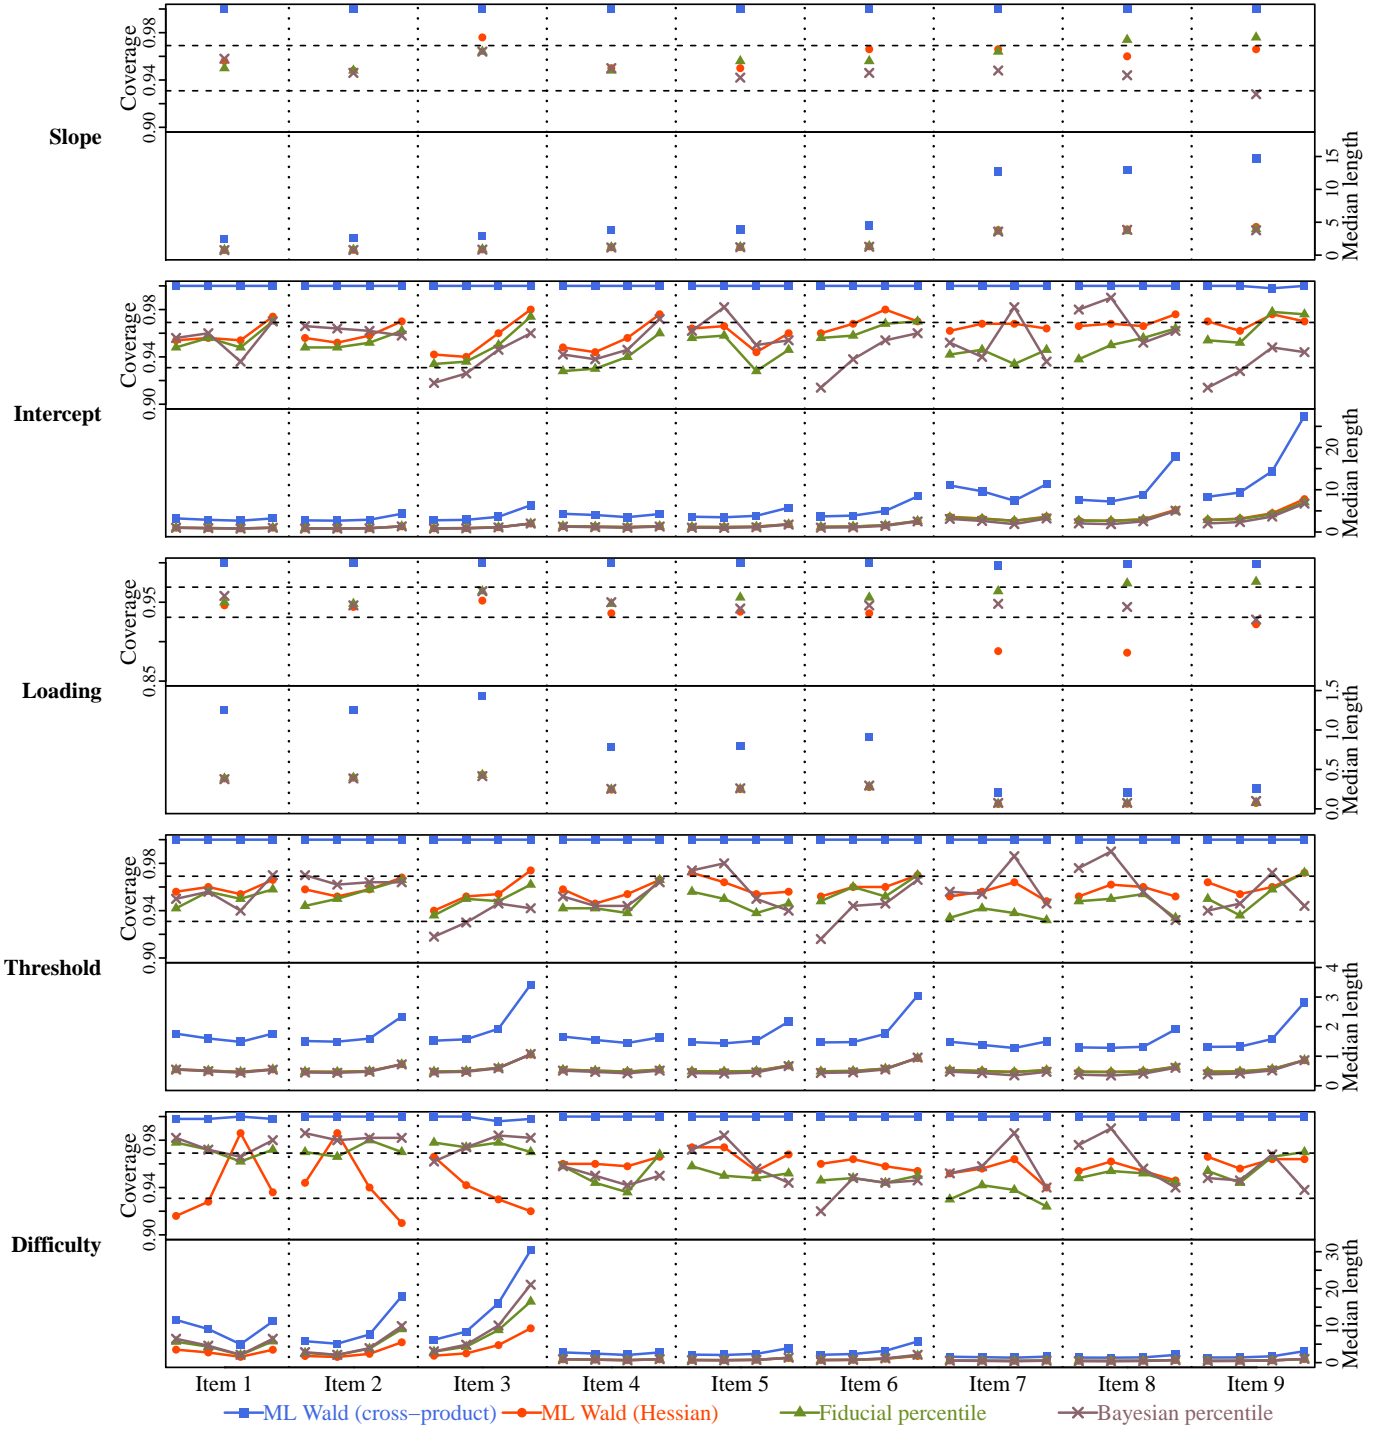 Slope
Coverage
0.90 0.94 0.98
Median length
0 5 10 15
Intercept
Coverage
0.90 0.94 0.98
Median length
0 10 20
Loading
Coverage
0.85 0.95
Median length
0.0 0.5 1.0 1.5
Threshold
Coverage
0.90 0.94 0.98
Median length
0 1 2 3 4
Difficulty
Coverage
0.90 0.94 0.98
Median length
0 10 20 30
Item 1 Item 2 Item 3 Item 4 Item 5 Item 6 Item 7 Item 8 Item 9
ML Wald (cross−product) ML Wald (Hessian) Fiducial percentile Bayesian percentile